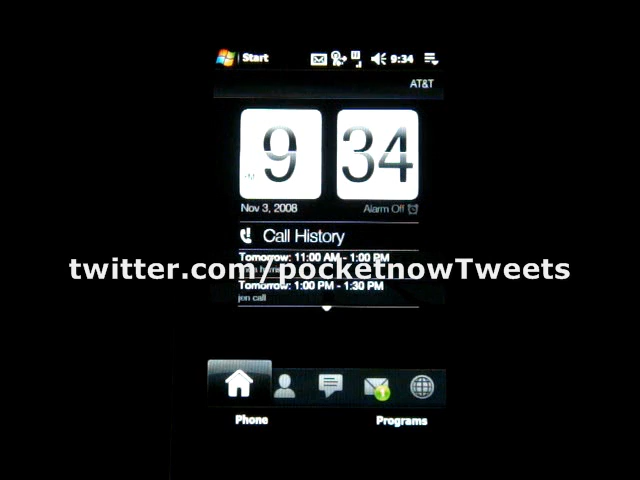 Start 9:34
AT&T
9 34
Nov 3, 2008 Alarm Off
Call History
Tomorrow: 11:00 AM - 1:00 PM
twitter.com/pocketnowTweets
Tomorrow: 1:00 PM - 1:30 PM
jon call
1
Phone Programs